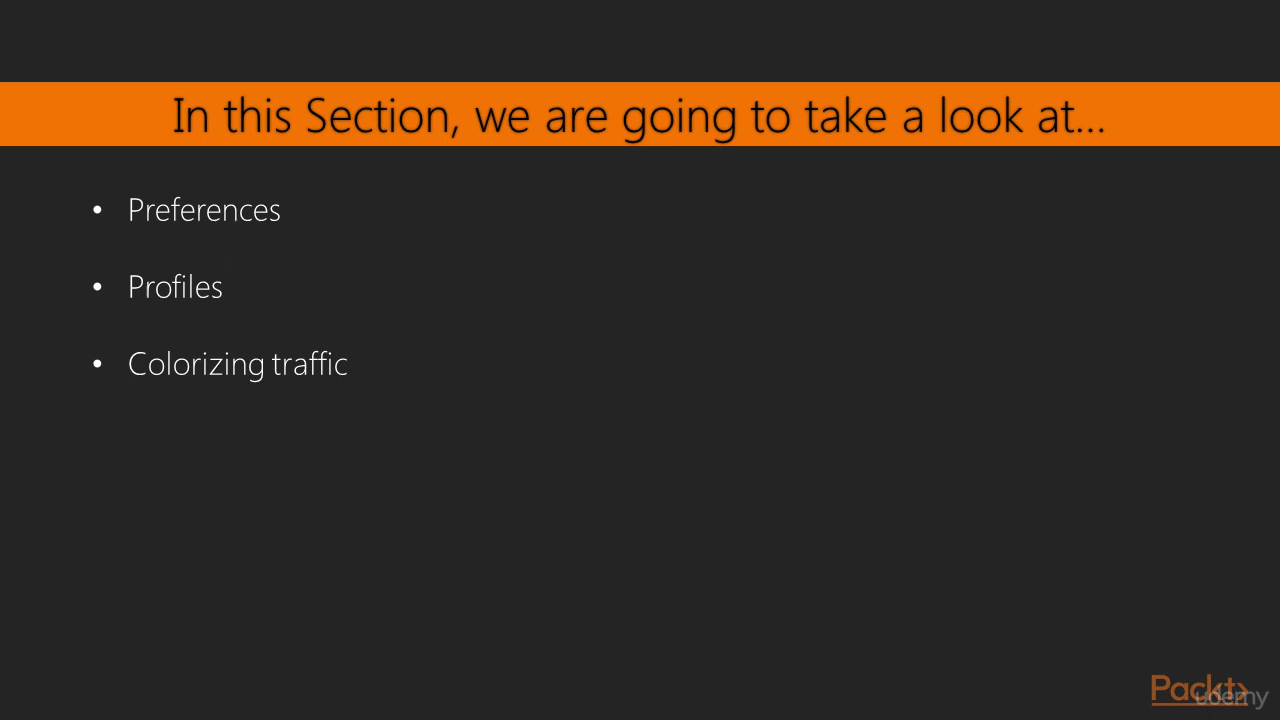 In this Section, we are going to take a look at...
• Preferences
• Profiles
• Colorizing traffic
Packt>
udemy